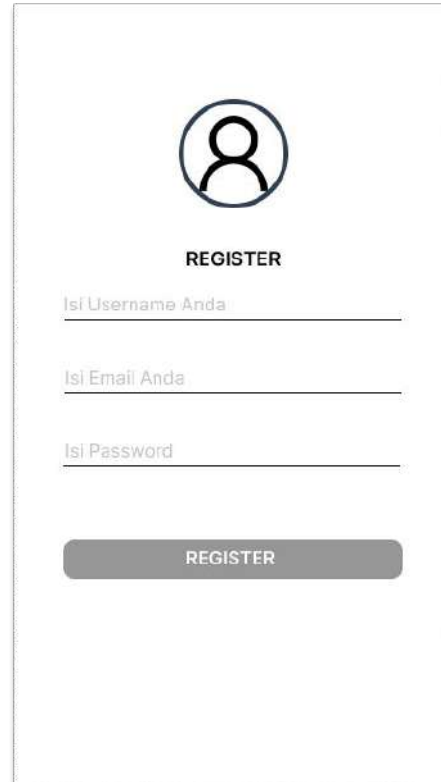 REGISTER
Isi Username Anda
Isi Email Anda
Isi Password
REGISTER